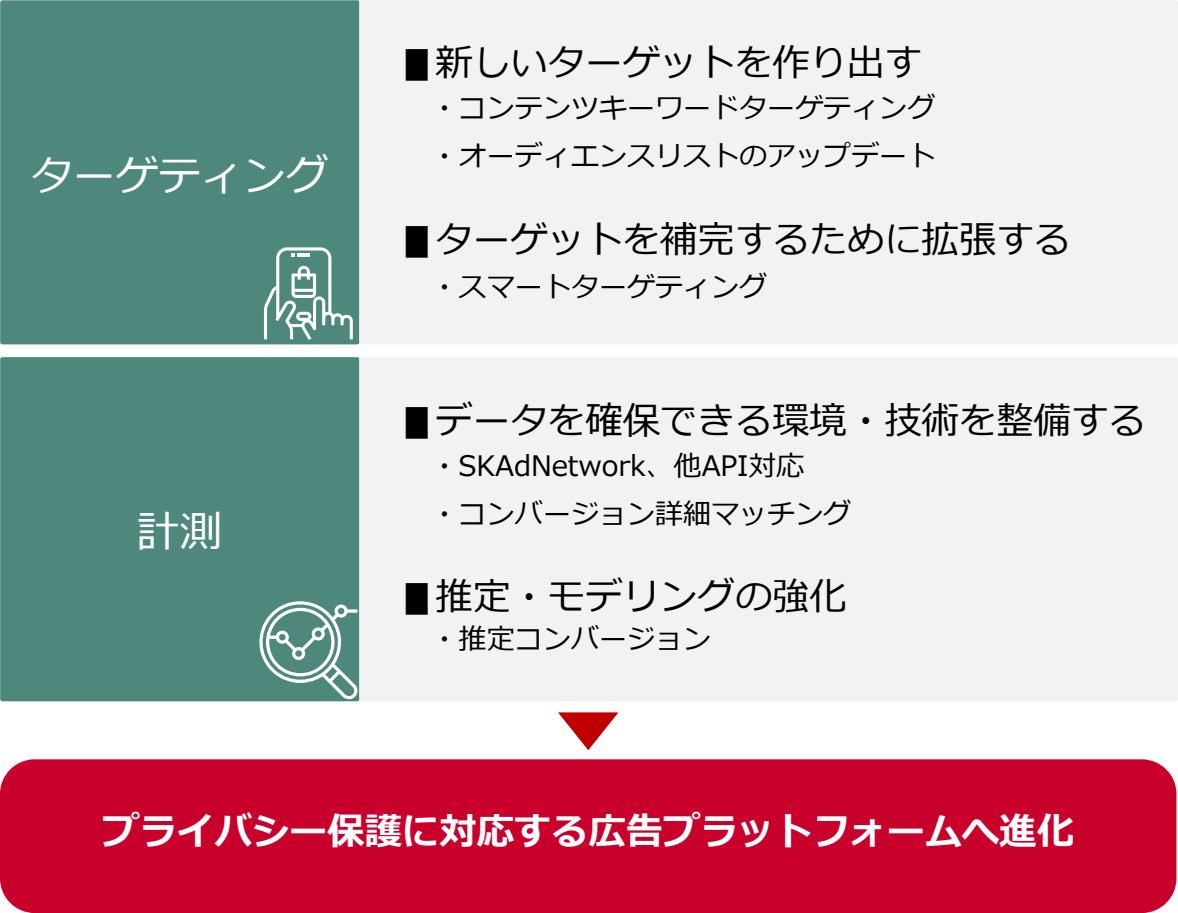 ターゲティング
■新しいターゲットを作り出す
・コンテンツキーワードターゲティング
・オーディエンスリストのアップデート
■ターゲットを補完するために拡張する
・スマートターゲティング
計測
■データを確保できる環境・技術を整備する
・SKAdNetwork、他API対応
・コンバージョン詳細マッチング
■推定・モデリングの強化
・推定コンバージョン
プライバシー保護に対応する広告プラットフォームへ進化